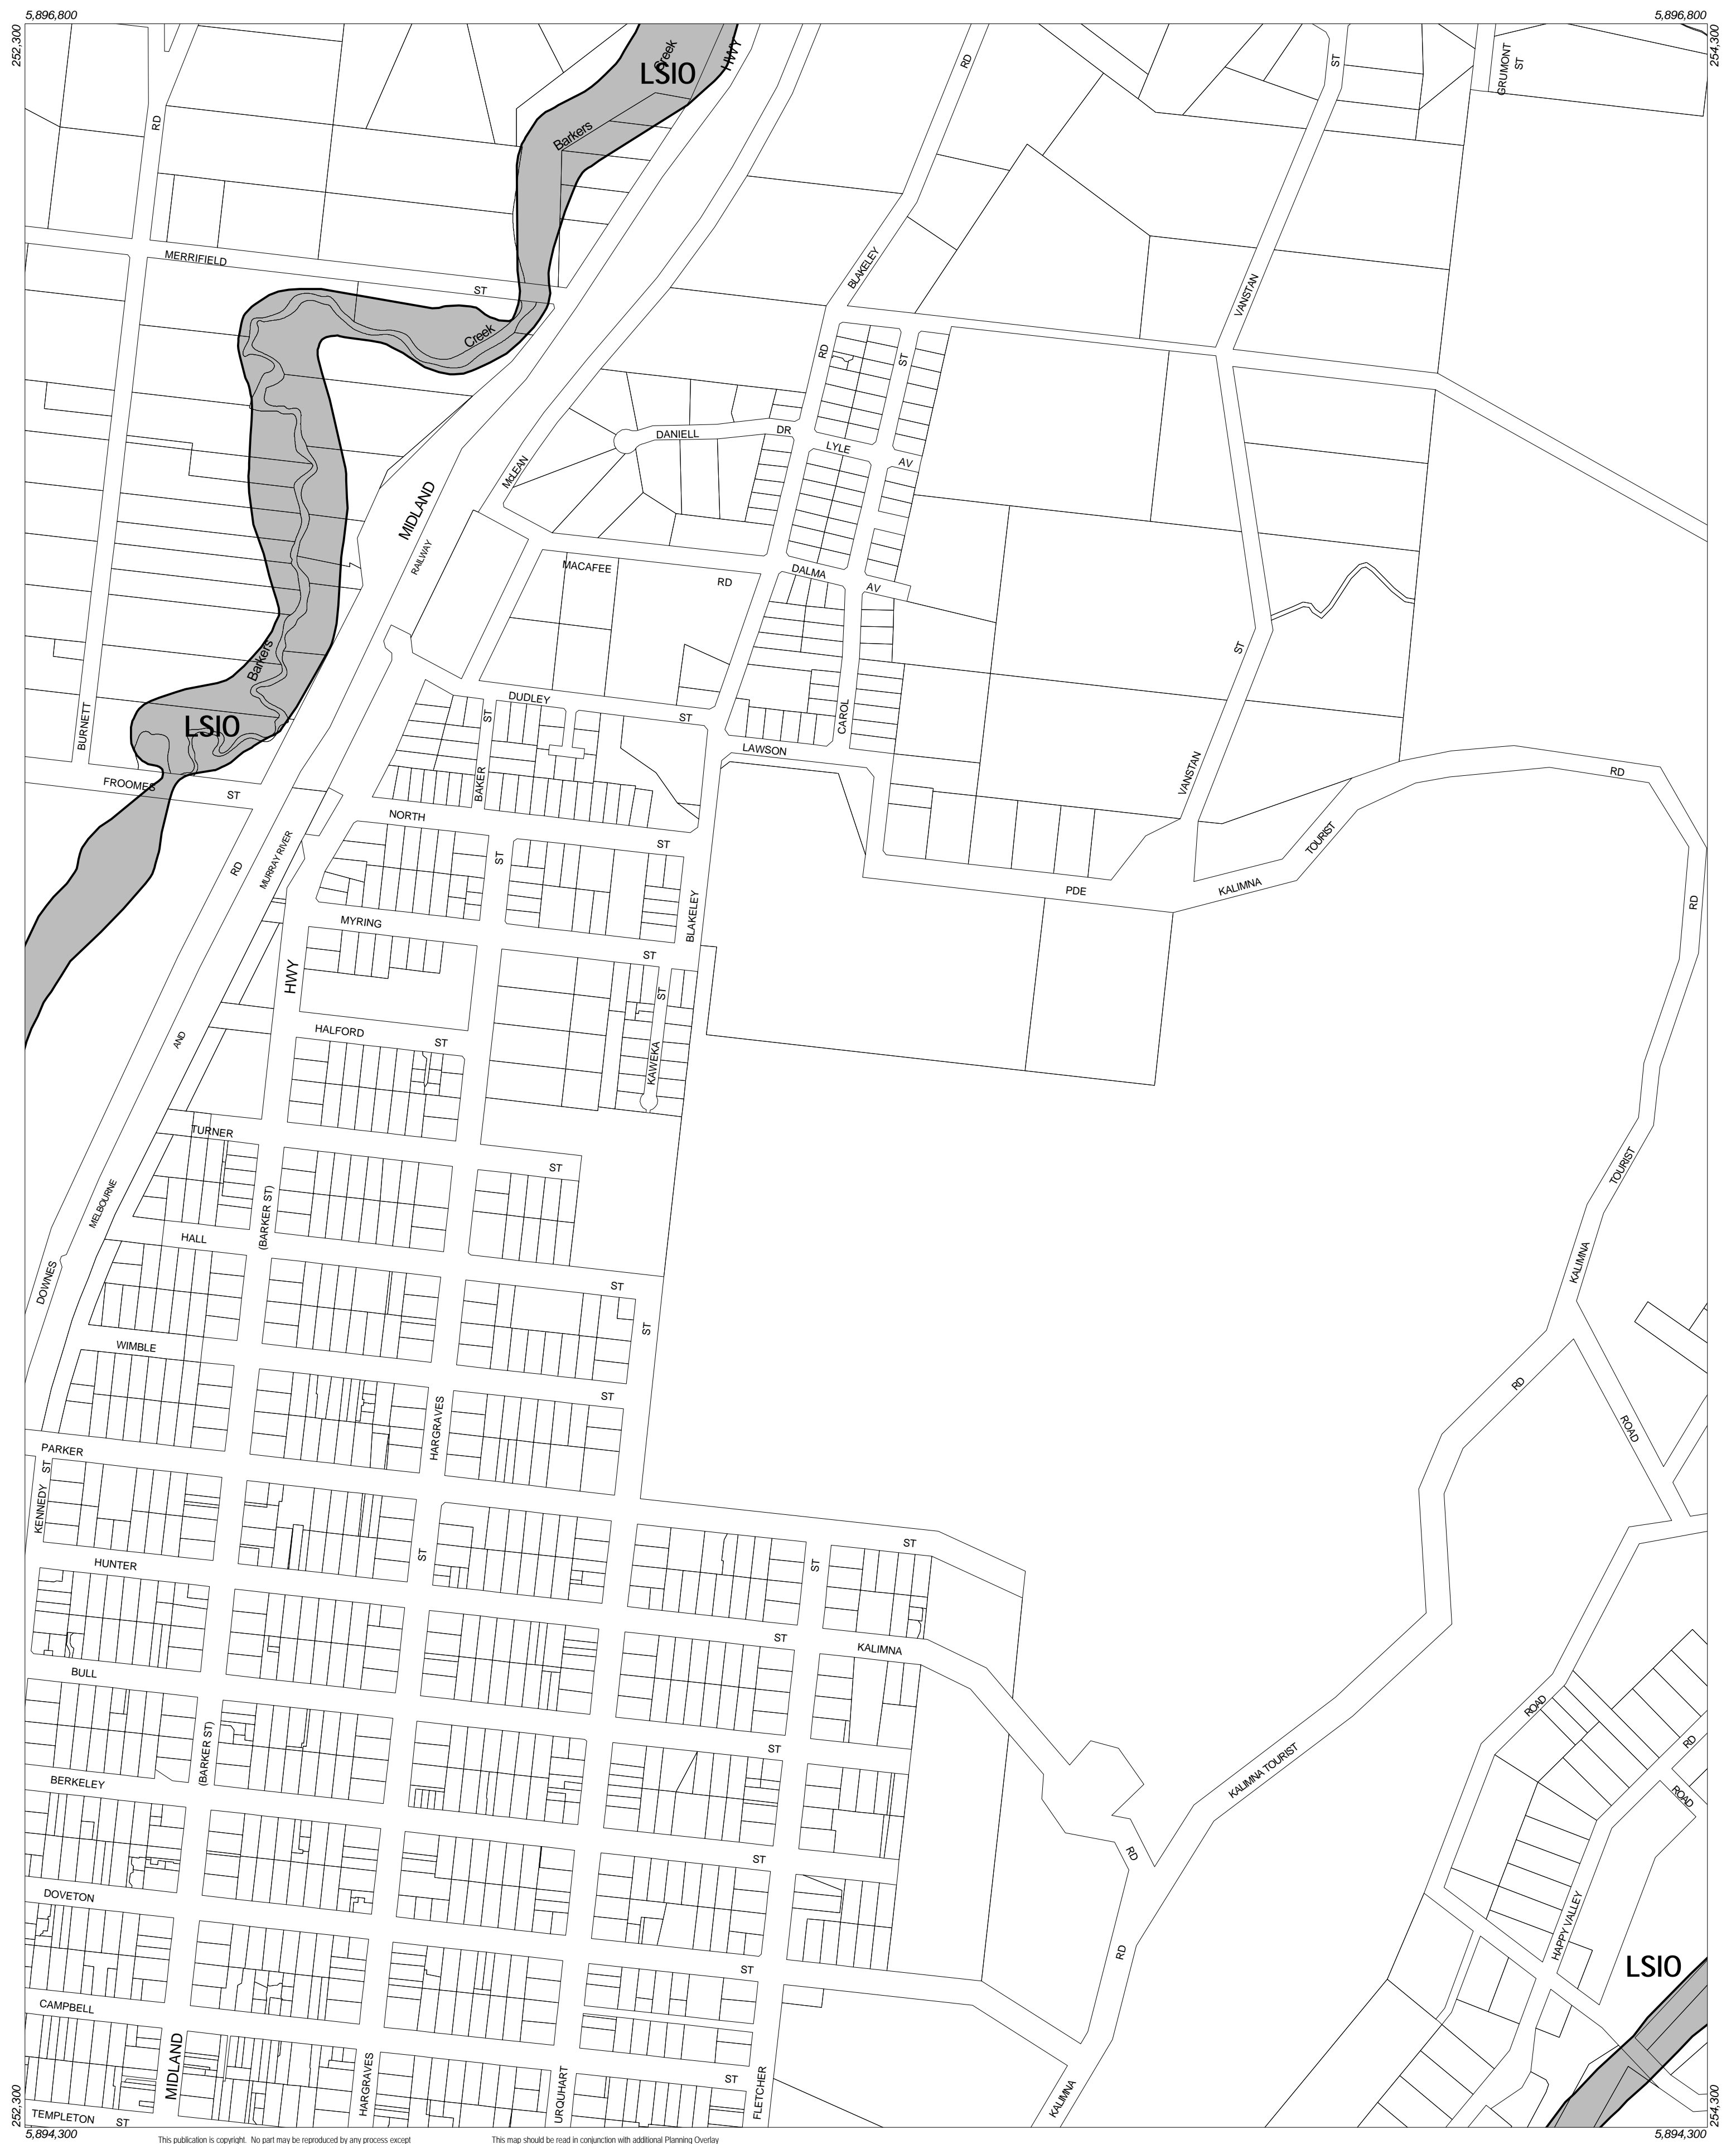 5,896,800
5,896,800
252,300
254,300
Creek
HWY
LSIO
GRUMONT
ST
ST
RD
RD
Barkers
MERRIFIELD
ST
BLAKELEY
VANSTAN
Creek
RD
ST
DANIELL
DR
LYLE
AV
McLEAN
MIDLAND
RAILWAY
MACAFEE
RD
DALMA
AV
Barkers
ST
DUDLEY
ST
ST
CAROL
LSIO
BURNETT
LAWSON
RD
FROOMES
ST
BAKER
VANSTAN
NORTH
ST
ST
TOURIST
MURRAY RIVER
RD
PDE
KALIMNA
RD
MYRING
BLAKELEY
ST
HWY
ST
HALFORD
ST
AND
KAWEKA
TURNER
ST
TOURIST
MELBOURNE
(BARKER ST)
HALL
KALIMNA
DOWNES
ST
ST
WIMBLE
RD
ST
HARGRAVES
ROAD
PARKER
ST
KENNEDY
ST
ST
ST
HUNTER
ST
KALIMNA
BULL
ROAD
(BARKER ST)
ST
RD
KALIMNA TOURIST
BERKELEY
ROAD
ST
RD
DOVETON
HAPPY VALLEY
RD
ST
LSIO
CAMPBELL
MIDLAND
HARGRAVES
URQUHART
ST
FLETCHER
KALIMNA
TEMPLETON
ST
252,300
254,300
5,894,300
5,894,300
This publication is copyright. No part may be reproduced by any process except
This map should be read in conjunction with additional Planning Overlay